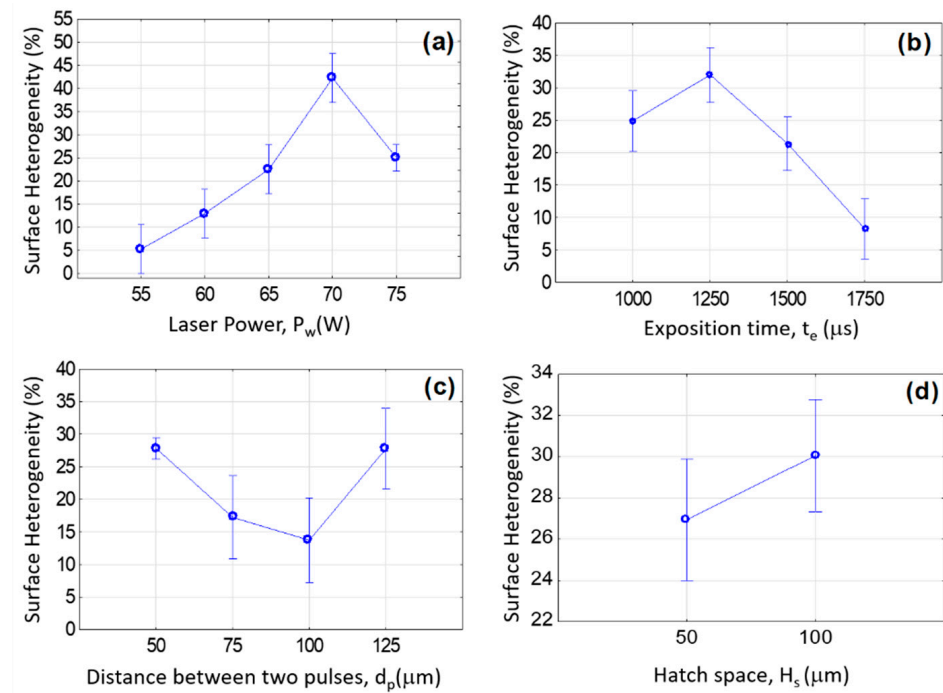 (a)
Surface Heterogeneity (%)
55
50
45
40
35
30
25
20
15
10
5
0
55 60 65 70 75
Laser Power, Pw(W)
(b)
Surface Heterogeneity (%)
40
35
30
25
20
15
10
5
0
1000 1250 1500 1750
Exposition time, te (μs)
(c)
Surface Heterogeneity (%)
40
35
30
25
20
15
10
5
0
50 75 100 125
Distance between two pulses, dp(μm)
(d)
Surface Heterogeneity (%)
34
32
30
28
26
24
22
50 100
Hatch space, Hs(μm)